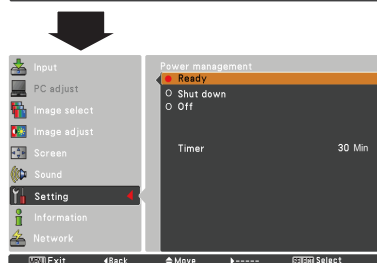 Input
PC adjust
Image select
Image adjust
Screen
Sound
Setting
Information
Network
Power management
Ready
Shut down
Off
Timer 30 Min
MENU Exit Back Move ----- SELECT Select